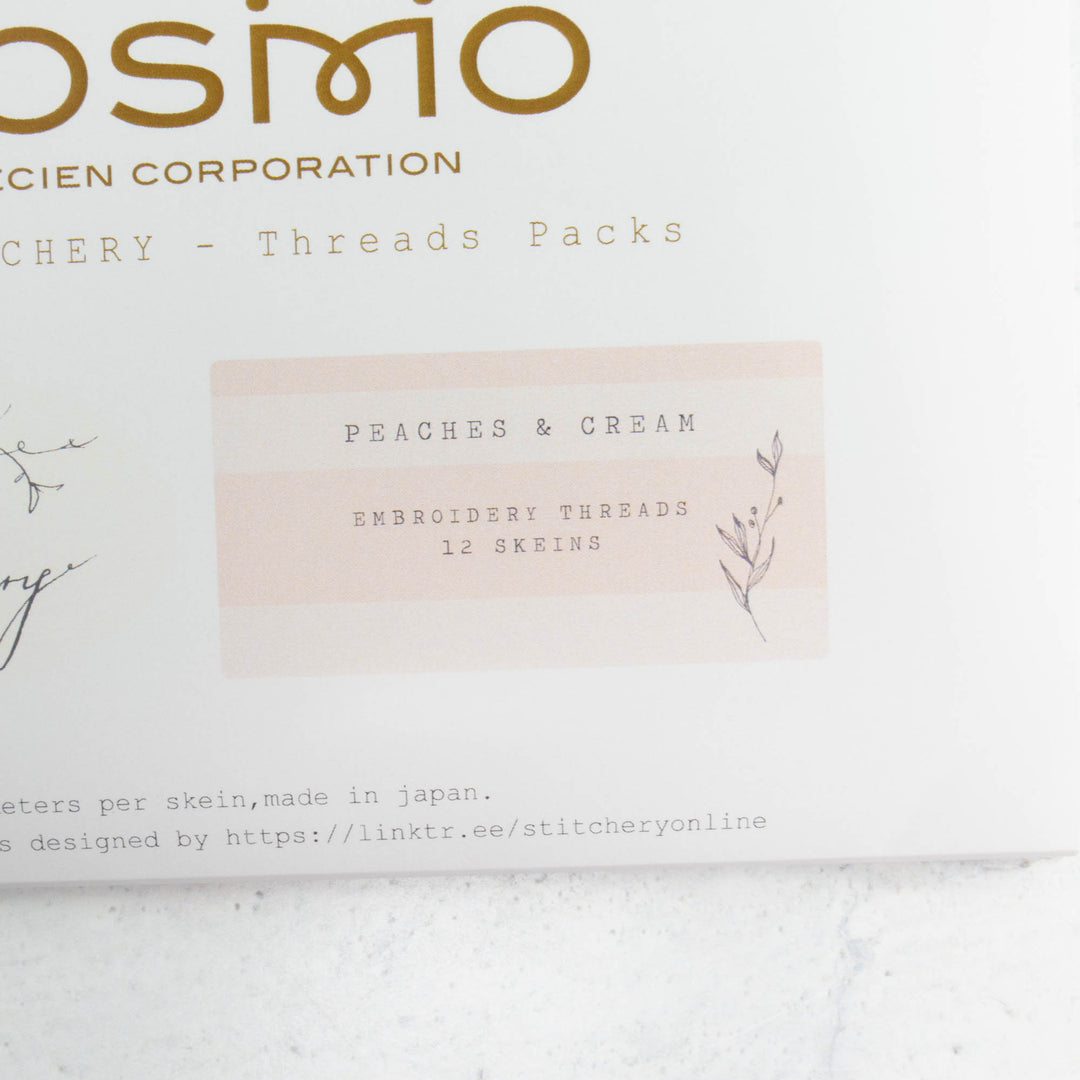 OSMO
ECIEN CORPORATION
CHERY - Threads Packs
PEACHES & CREAM
EMBROIDERY THREADS
12 SKEINS
eters per skein,made in japan.
s designed by https://linktr.ee/stitcheryonline